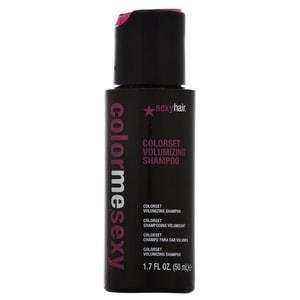 sexyhair.
colormesexy
COLORSET
VOLUMIZING
SHAMPOO
COLORSET
VOLUMIZING SHAMPOO
COLORSET
SHAMPOOING VOLUMISANT
COLORSET
CHAMPÚ PARA DAR VOLUMEN
COLORSET
VOLUMIZING SHAMPOO
1.7 FL.OZ. (50 mL) ℮